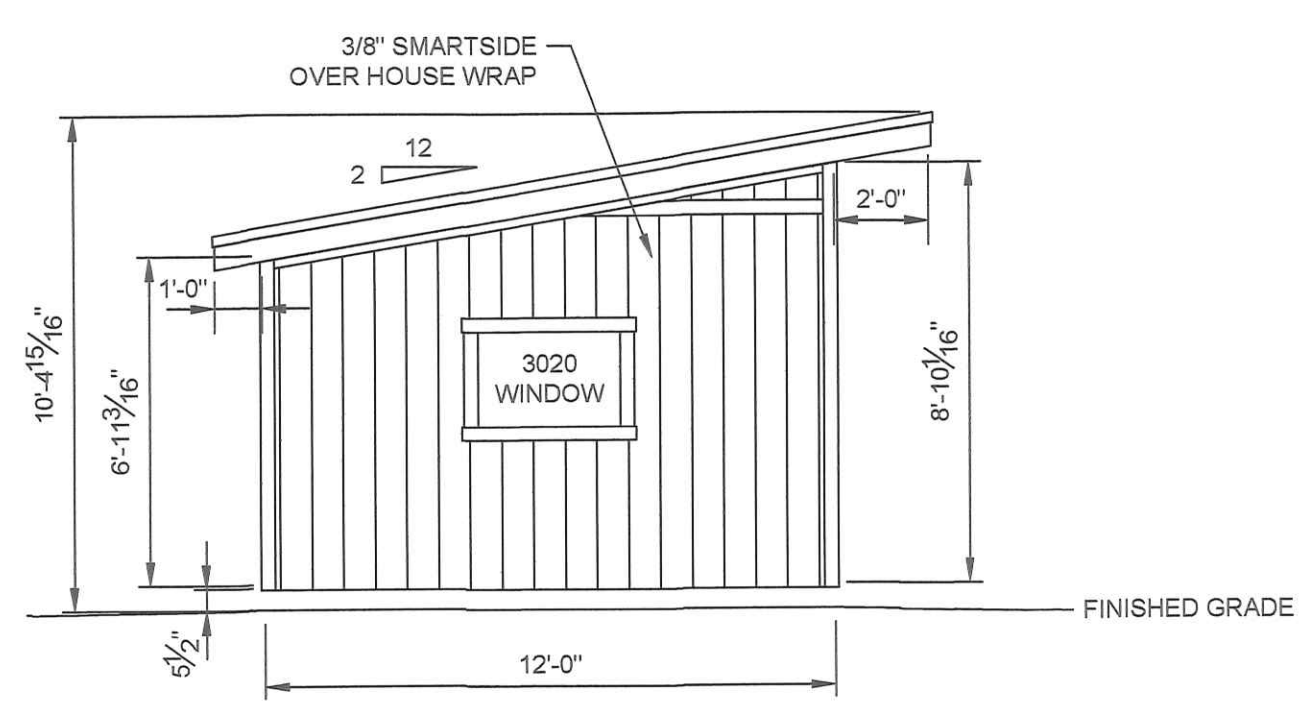 3/8" SMARTSIDE
OVER HOUSE WRAP
12
2
2'-0"
1'-0"
10'-4 15/16"
6'-11 3/16"
8'-10 1/16"
3020
WINDOW
FINISHED GRADE
5 1/2"
12'-0"